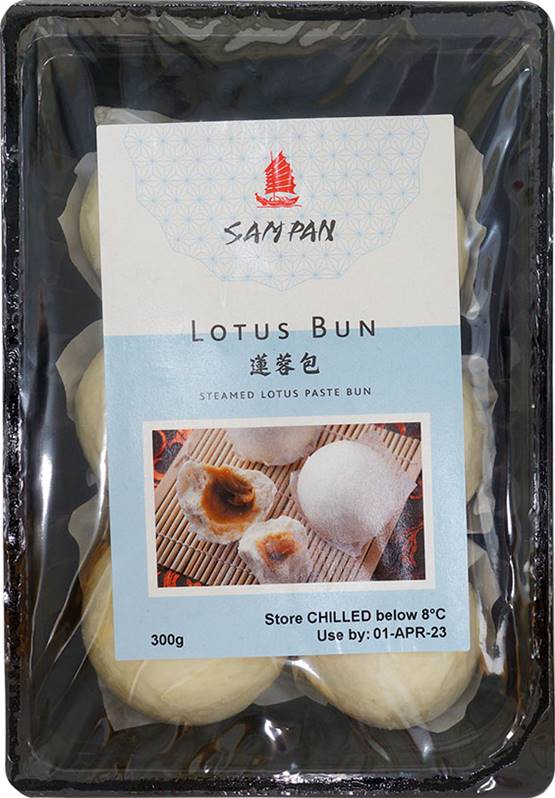 SAMPAN
LOTUS BUN
蓮蓉包
STEAMED LOTUS PASTE BUN
Store CHILLED below 8°C
300g
Use by: 01-APR-23